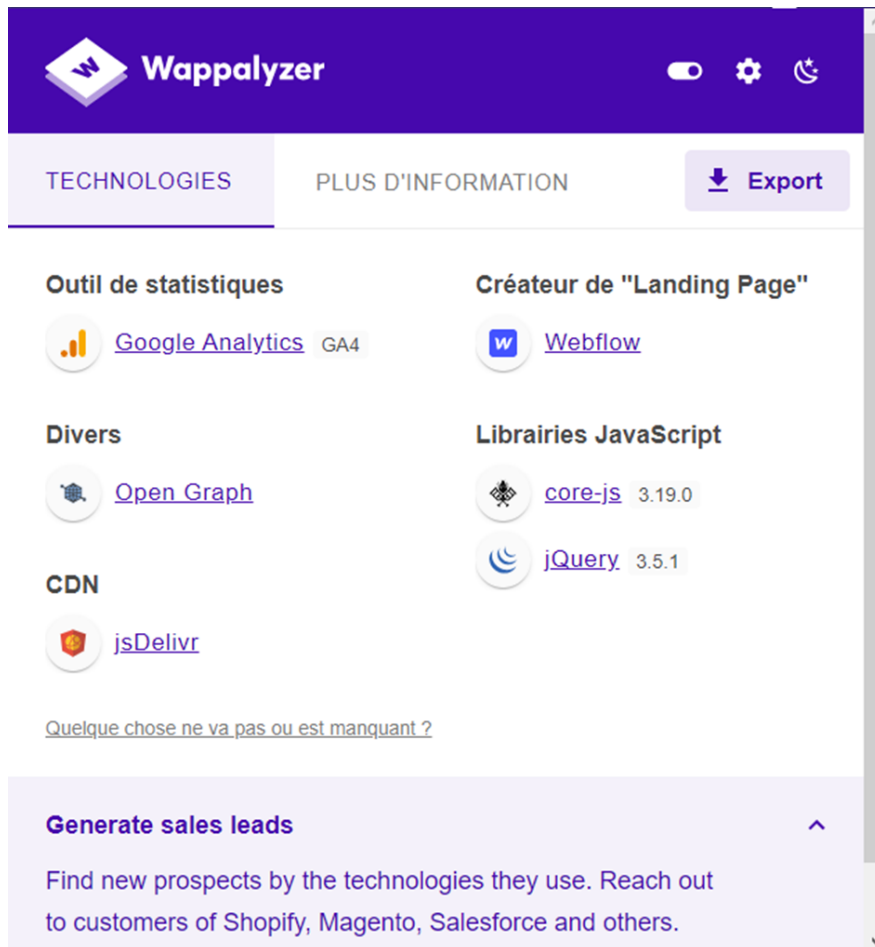 Wappalyzer
TECHNOLOGIES
PLUS D'INFORMATION
Export
Outil de statistiques
Google Analytics GA4
Divers
Open Graph
CDN
jsDelivr
Créateur de "Landing Page"
Webflow
Librairies JavaScript
core-js 3.19.0
jQuery 3.5.1
Quelque chose ne va pas ou est manquant ?
Generate sales leads
Find new prospects by the technologies they use. Reach out
to customers of Shopify, Magento, Salesforce and others.